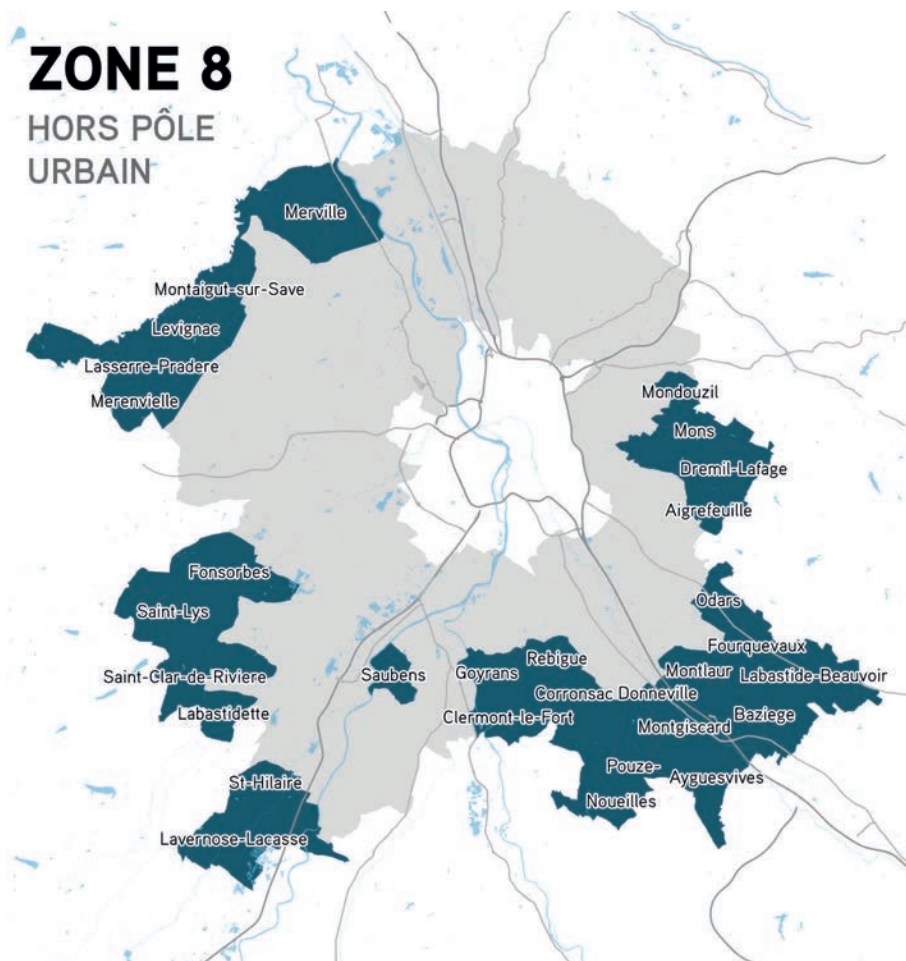 ZONE 8
HORS PÔLE
URBAIN
Merville
Montaigut-sur-Save
Levignac
Lasserre-Pradere
Merenvielle
Mondouzil
Mons
Dremil-Lafage
Aigrefeuille
Fonsorbes
Saint-Lys
Saint-Clar-de-Riviere
Labastidette
Saubens
Goyrans
Rebigue
Odars
Fourquevaux
Montlaur
Labastide-Beauvoir
Corronsac Donneville
Clermont-le-Fort
Montgiscard
Baziege
Pouze-
Ayguesvives
Noueilles
St-Hilaire
Lavernose-Lacasse